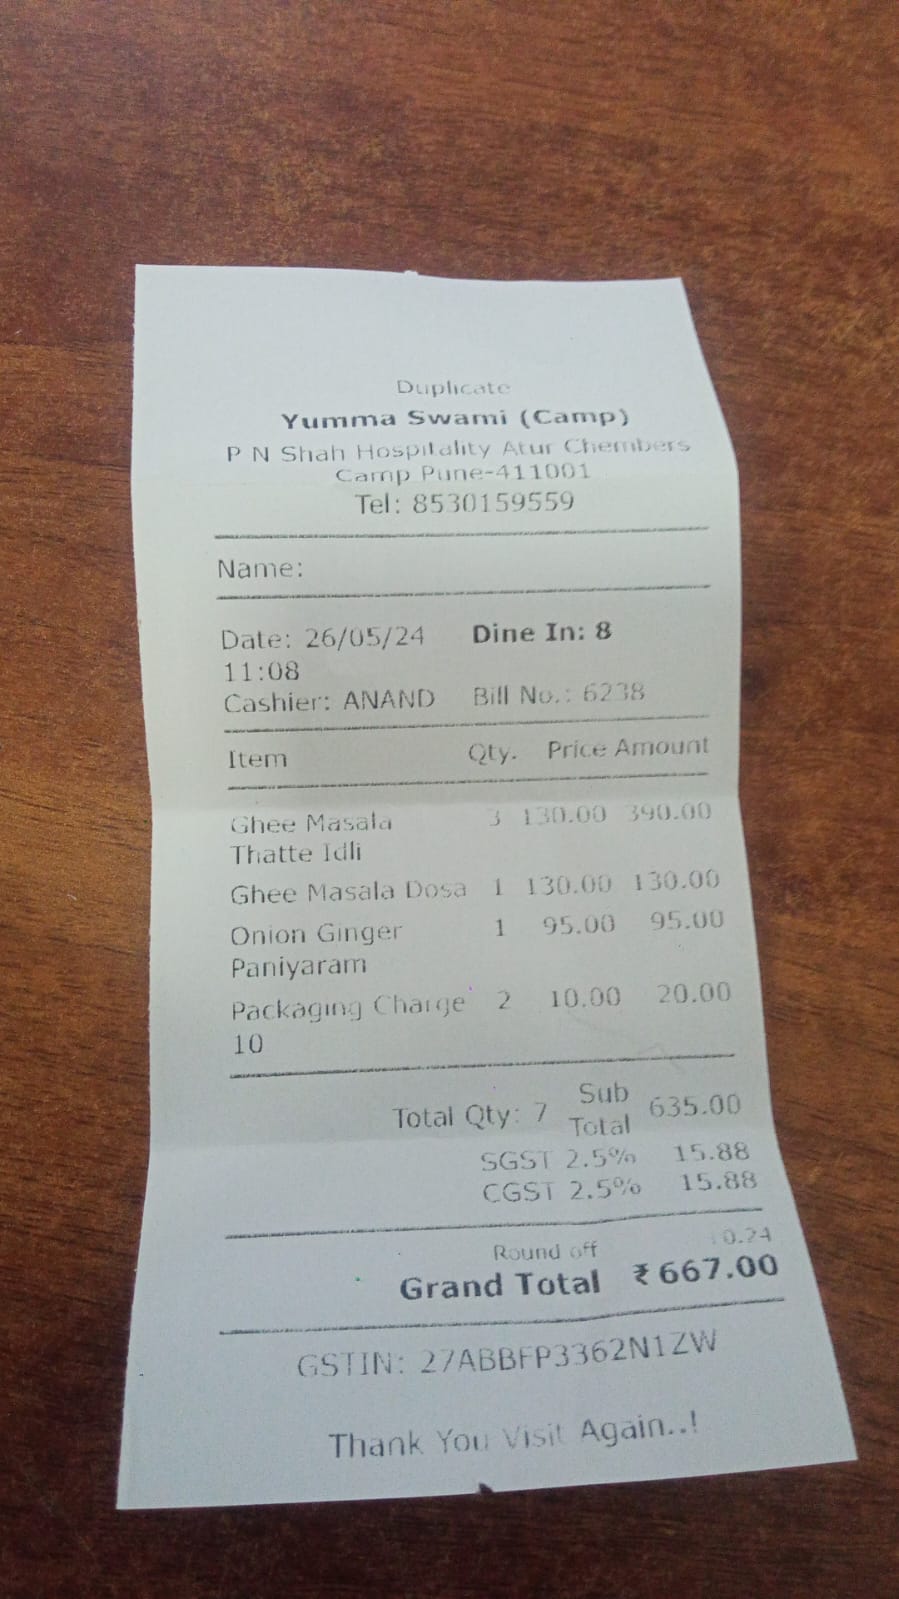 Duplicate
Yumma Swami (Camp)
P N Shah Hospitality Atur Chembers
Camp Pune-411001
Tel: 8530159559
Name:
Date: 26/05/24 Dine In: 8
11:08
Cashier: ANAND Bill No.: 6238
Item Qty. Price Amount
Ghee Masala 3 130.00 390.00
Thatte Idli
Ghee Masala Dosa 1 130.00 130.00
Onion Ginger 1 95.00 95.00
Paniyaram
Packaging Charge 2 10.00 20.00
10
Total Qty: 7 Sub Total 635.00
SGST 2.5% 15.88
CGST 2.5% 15.88
Round off 0.24
Grand Total ₹667.00
GSTIN: 27ABBFP3362N1ZW
Thank You Visit Again..!